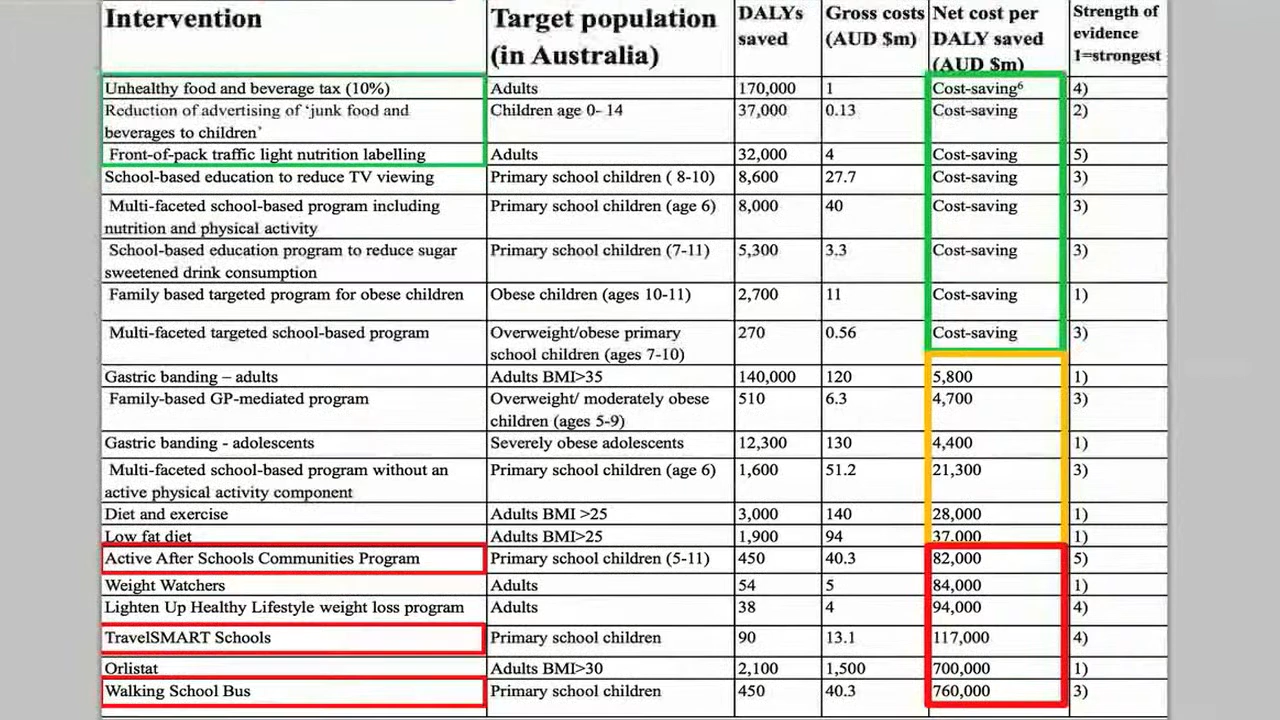 Intervention Target population (in Australia) DALYs saved Gross costs (AUD $m) Net cost per DALY saved (AUD $m) Strength of evidence 1=strongest
Unhealthy food and beverage tax (10%) Adults 170,000 1 Cost-saving⁶ 4)
Reduction of advertising of ‘junk food and beverages to children’ Children age 0- 14 37,000 0.13 Cost-saving 2)
Front-of-pack traffic light nutrition labelling Adults 32,000 4 Cost-saving 5)
School-based education to reduce TV viewing Primary school children ( 8-10) 8,600 27.7 Cost-saving 3)
Multi-faceted school-based program including nutrition and physical activity Primary school children (age 6) 8,000 40 Cost-saving 3)
School-based education program to reduce sugar sweetened drink consumption Primary school children (7-11) 5,300 3.3 Cost-saving 3)
Family based targeted program for obese children Obese children (ages 10-11) 2,700 11 Cost-saving 1)
Multi-faceted targeted school-based program Overweight/obese primary school children (ages 7-10) 270 0.56 Cost-saving 3)
Gastric banding – adults Adults BMI>35 140,000 120 5,800 1)
Family-based GP-mediated program Overweight/ moderately obese children (ages 5-9) 510 6.3 4,700 3)
Gastric banding - adolescents Severely obese adolescents 12,300 130 4,400 1)
Multi-faceted school-based program without an active physical activity component Primary school children (age 6) 1,600 51.2 21,300 3)
Diet and exercise Adults BMI >25 3,000 140 28,000 1)
Low fat diet Adults BMI>25 1,900 94 37,000 1)
Active After Schools Communities Program Primary school children (5-11) 450 40.3 82,000 5)
Weight Watchers Adults 54 5 84,000 1)
Lighten Up Healthy Lifestyle weight loss program Adults 38 4 94,000 4)
TravelSMART Schools Primary school children 90 13.1 117,000 4)
Orlistat Adults BMI>30 2,100 1,500 700,000 1)
Walking School Bus Primary school children 450 40.3 760,000 3)